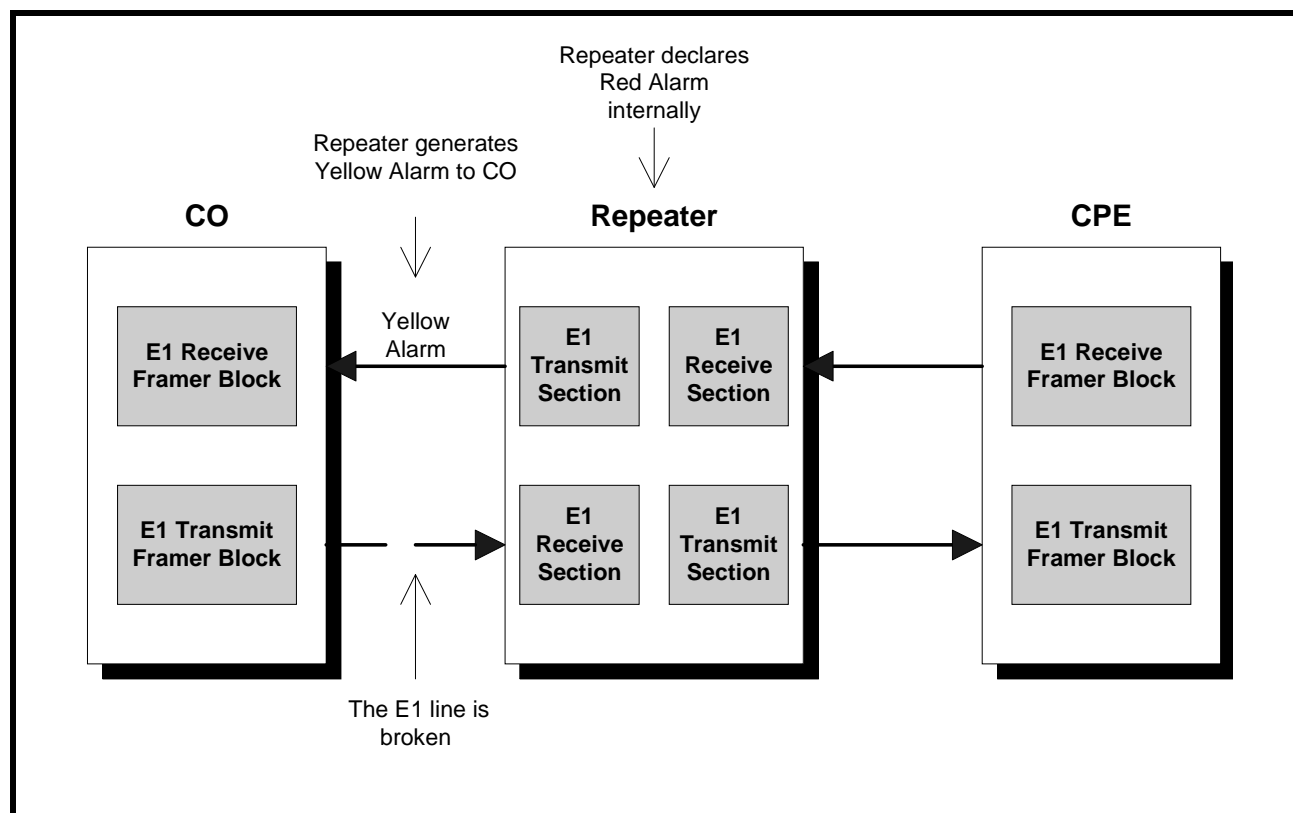 Repeater declares
Red Alarm
internally
Repeater generates
Yellow Alarm to CO
CO
Repeater
CPE
E1 Receive
Framer Block
Yellow
Alarm
E1
Transmit
Section
E1
Receive
Section
E1 Receive
Framer Block
E1 Transmit
Framer Block
E1
Receive
Section
E1
Transmit
Section
E1 Transmit
Framer Block
The E1 line is
broken